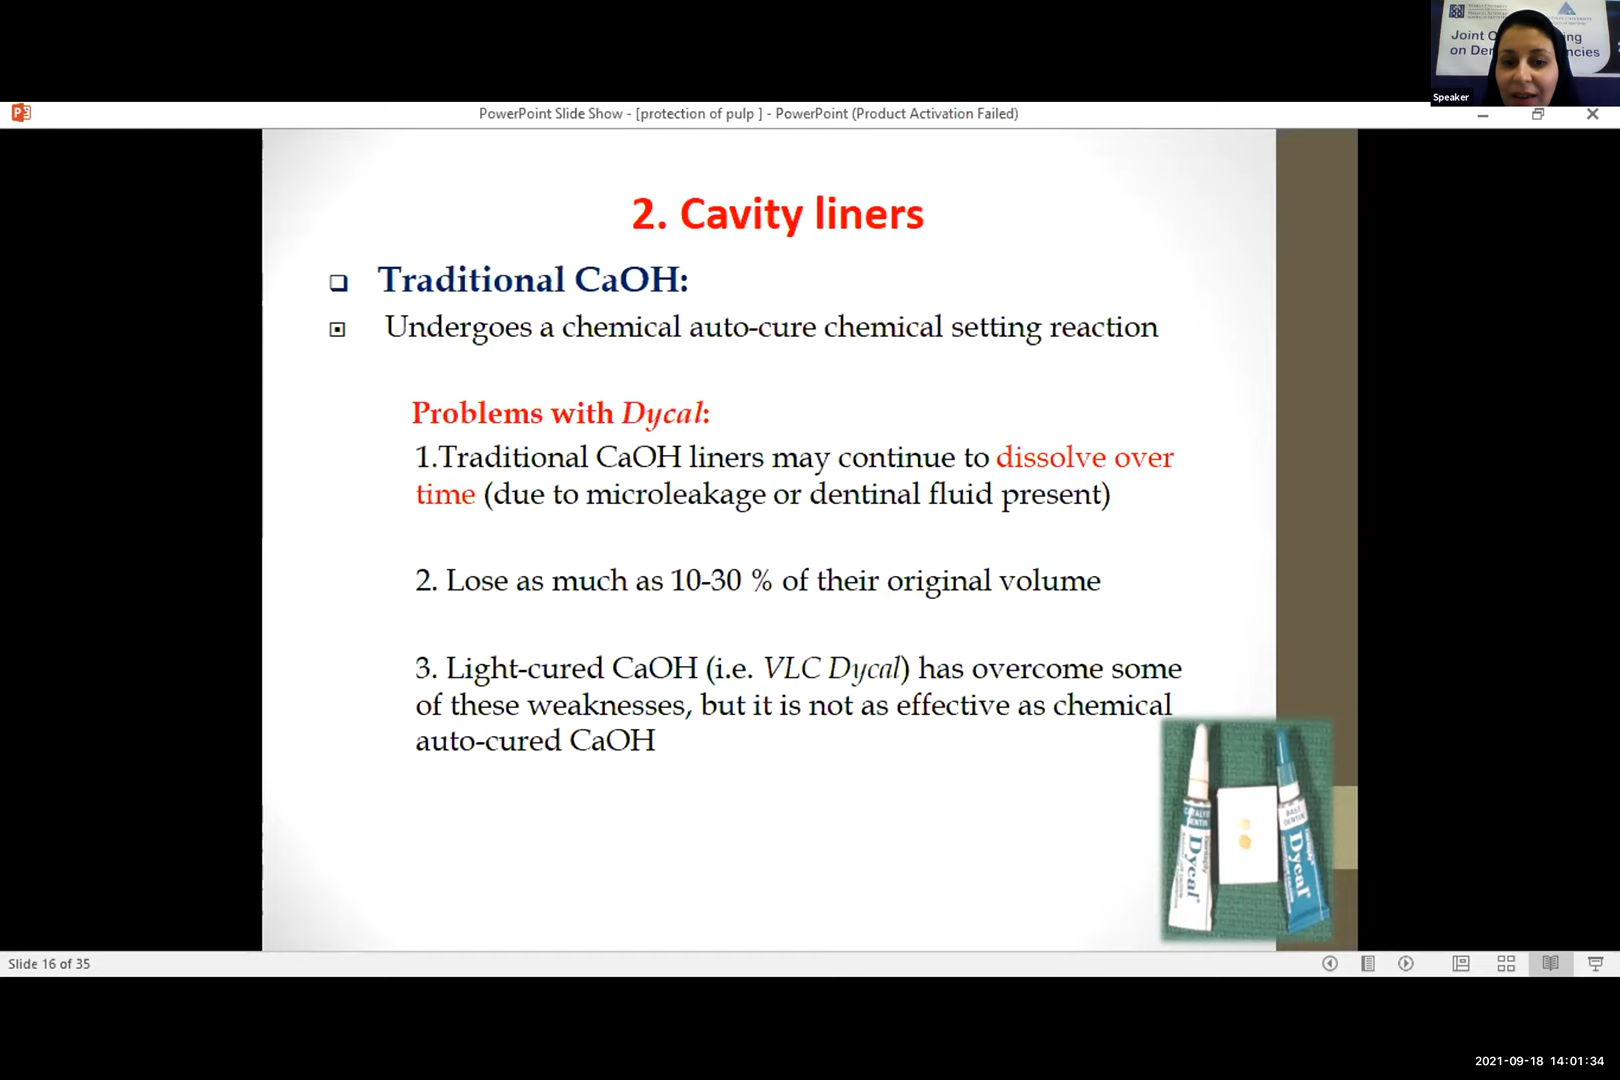 Joint O ing
on Der ncies
Speaker
PowerPoint Slide Show - [protection of pulp ] - PowerPoint (Product Activation Failed)
2. Cavity liners
Traditional CaOH:
Undergoes a chemical auto-cure chemical setting reaction
Problems with Dycal:
1.Traditional CaOH liners may continue to dissolve over
time (due to microleakage or dentinal fluid present)
2. Lose as much as 10-30 % of their original volume
3. Light-cured CaOH (i.e. VLC Dycal) has overcome some
of these weaknesses, but it is not as effective as chemical
auto-cured CaOH
Dycal
BASE
Dycal
Slide 16 of 35
2021-09-18 14:01:34